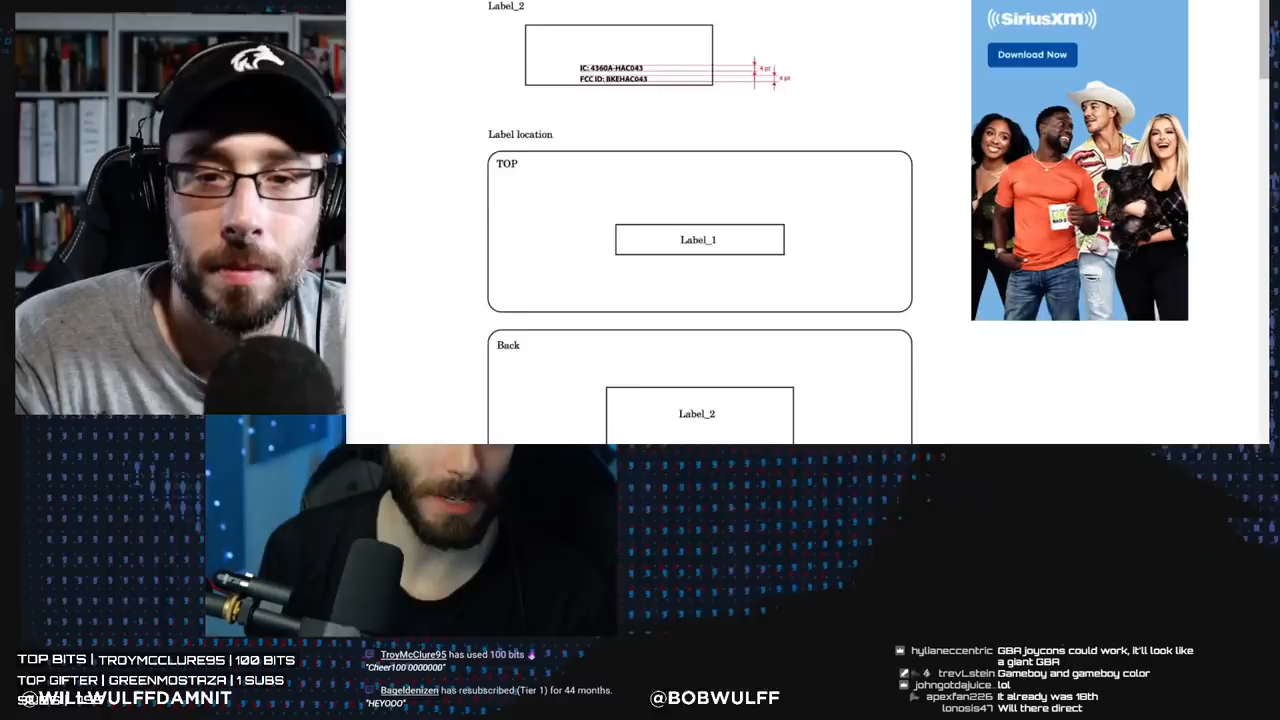 Label_2
IC: 4360A-HAC043
FCC ID: BKEHAC043
4 pt
4 pt
Label location
TOP
Label_1
Back
Label_2
((SiriusXM))
Download Now
TOP BITS | TROYMCCLURE95 | 100 BITS
TOP GIFTER | GREENMOSTAZA | 1 SUBS
@WILLWULFFDAMNIT
TroyMcClure95 has used 100 bits
"Cheer100 0000000"
Bageldenizen has resubscribed (Tier 1) for 44 months.
"HEYOOO"
@BOBWULFF
hylianeccentric GBA joycons could work, it'll look like
a giant GBA
trevl_stein Gameboy and gameboy color
johngotdajuice_ lol
apexfan226 it already was 18th
lonosis47 Will there direct